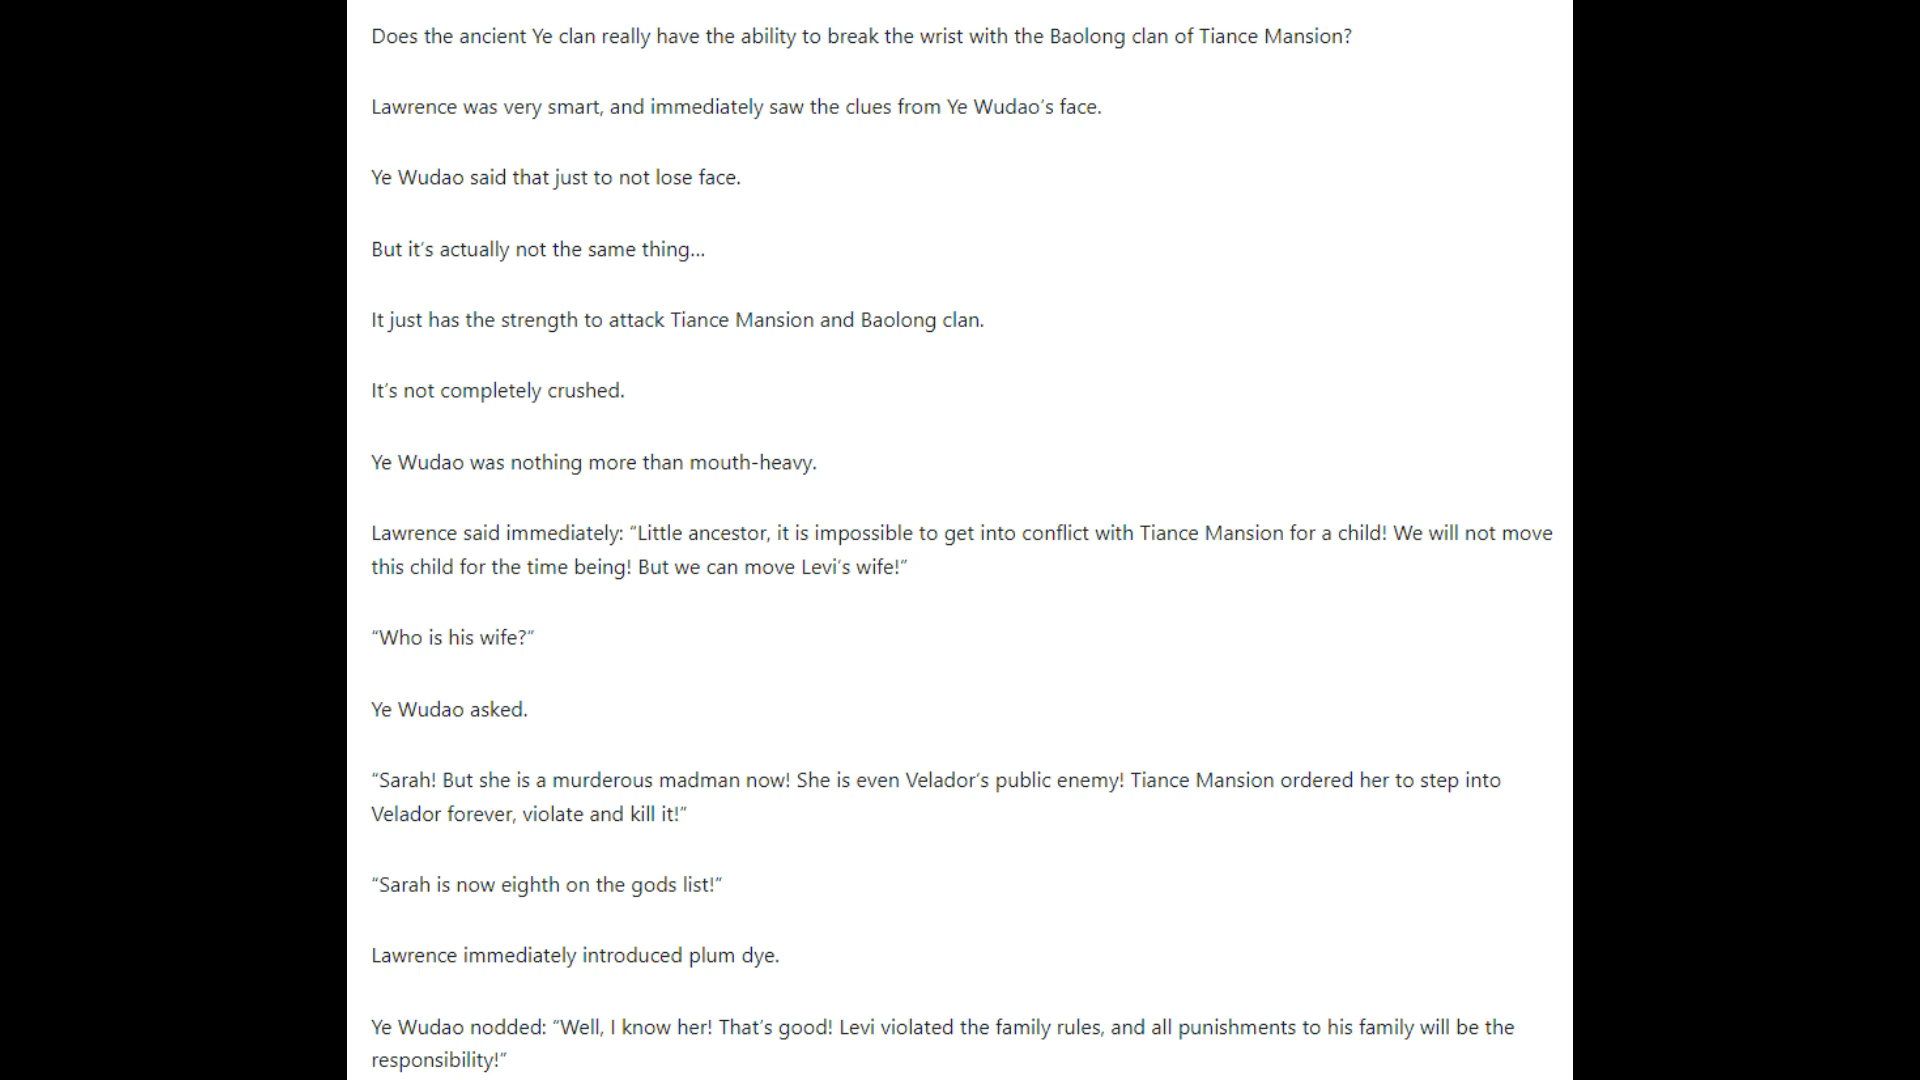 Does the ancient Ye clan really have the ability to break the wrist with the Baolong clan of Tiance Mansion?
Lawrence was very smart, and immediately saw the clues from Ye Wudao’s face.
Ye Wudao said that just to not lose face.
But it’s actually not the same thing…
It just has the strength to attack Tiance Mansion and Baolong clan.
It’s not completely crushed.
Ye Wudao was nothing more than mouth-heavy.
Lawrence said immediately: “Little ancestor, it is impossible to get into conflict with Tiance Mansion for a child! We will not move
this child for the time being! But we can move Levi’s wife!”
“Who is his wife?”
Ye Wudao asked.
“Sarah! But she is a murderous madman now! She is even Velador’s public enemy! Tiance Mansion ordered her to step into
Velador forever, violate and kill it!”
“Sarah is now eighth on the gods list!”
Lawrence immediately introduced plum dye.
Ye Wudao nodded: “Well, I know her! That’s good! Levi violated the family rules, and all punishments to his family will be the
responsibility!”